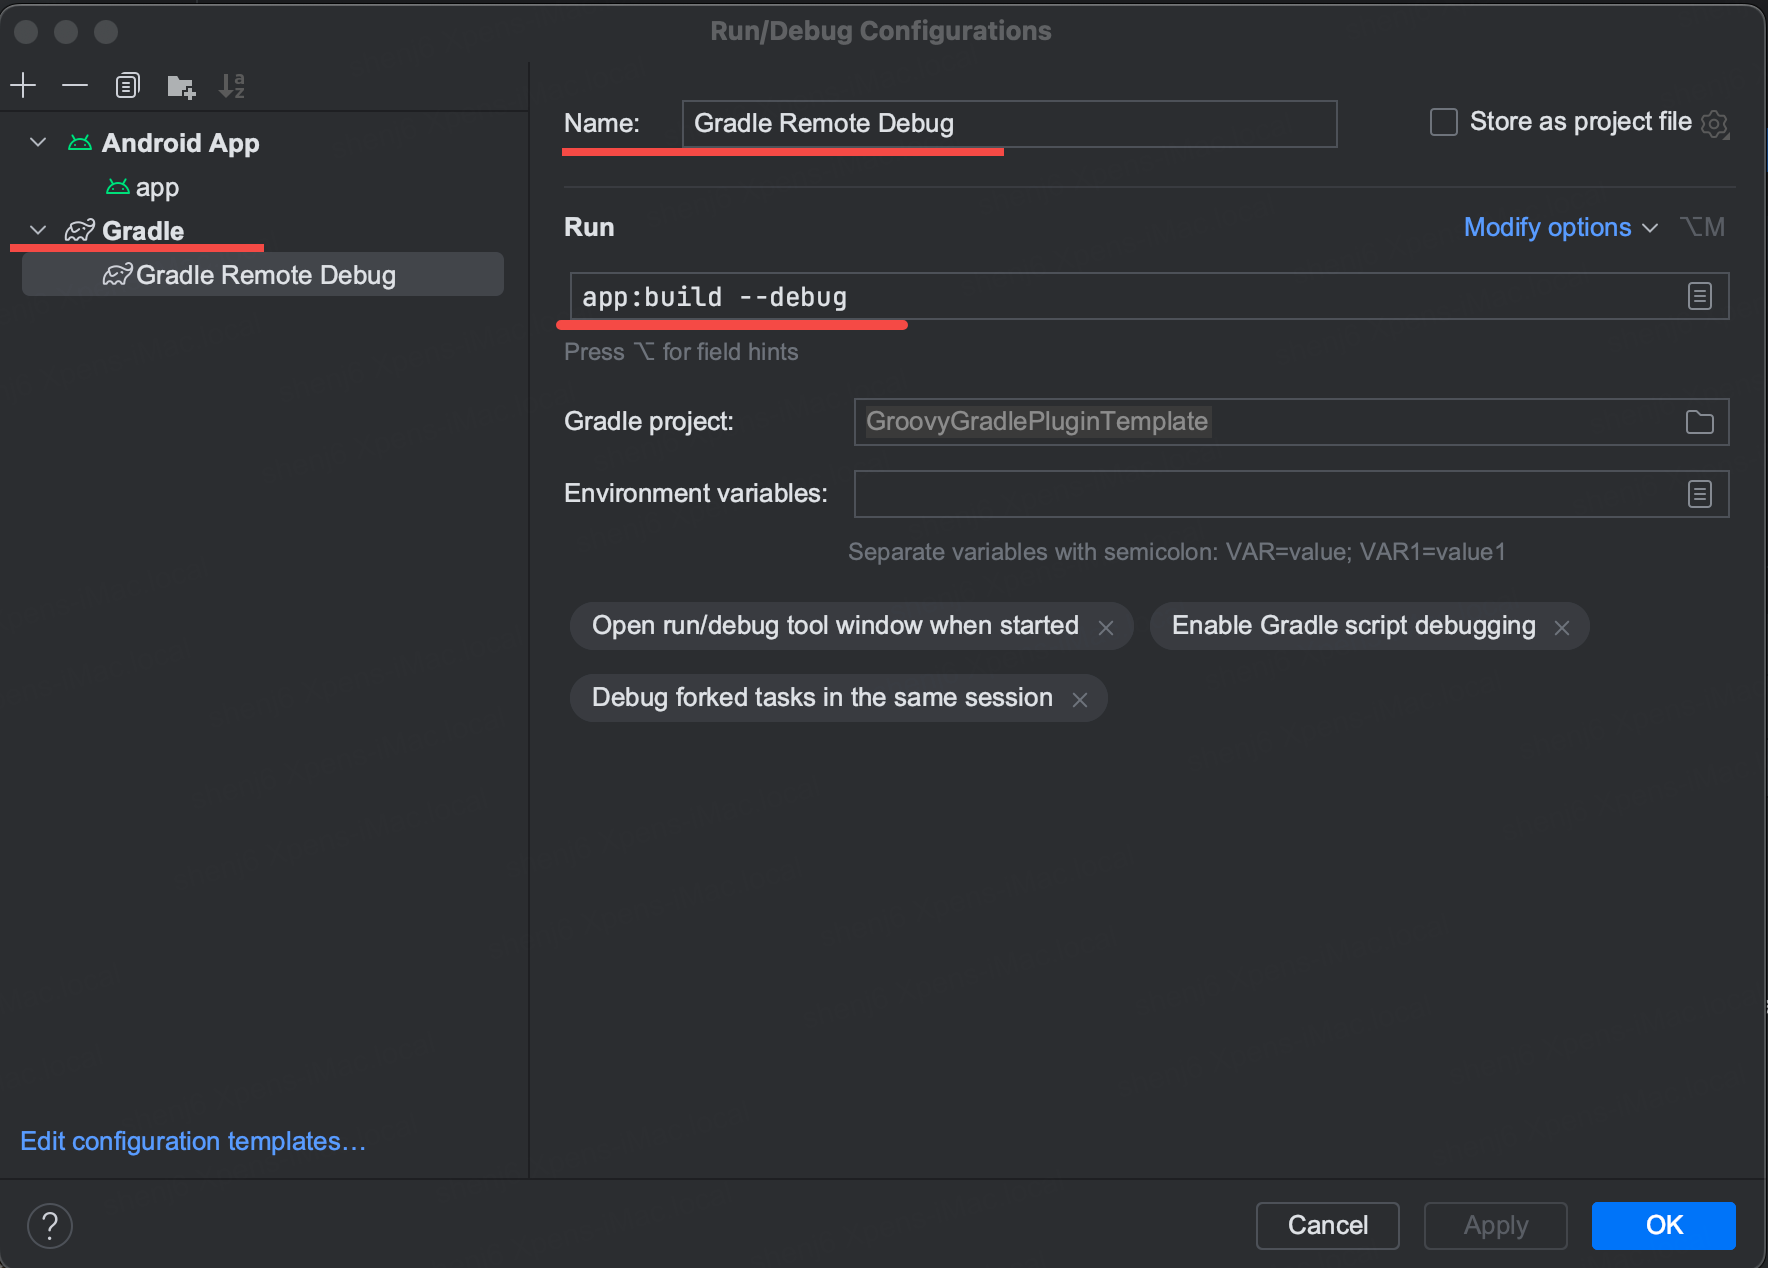 Run/Debug Configurations
Android App
app
Gradle
Gradle Remote Debug
Edit configuration templates...
Name: Gradle Remote Debug
Store as project file
Run
Modify options ⌥M
app:build --debug
Press ⌥ for field hints
Gradle project: GroovyGradlePluginTemplate
Environment variables:
Separate variables with semicolon: VAR=value; VAR1=value1
Open run/debug tool window when started ×
Enable Gradle script debugging ×
Debug forked tasks in the same session ×
?
Cancel
Apply
OK